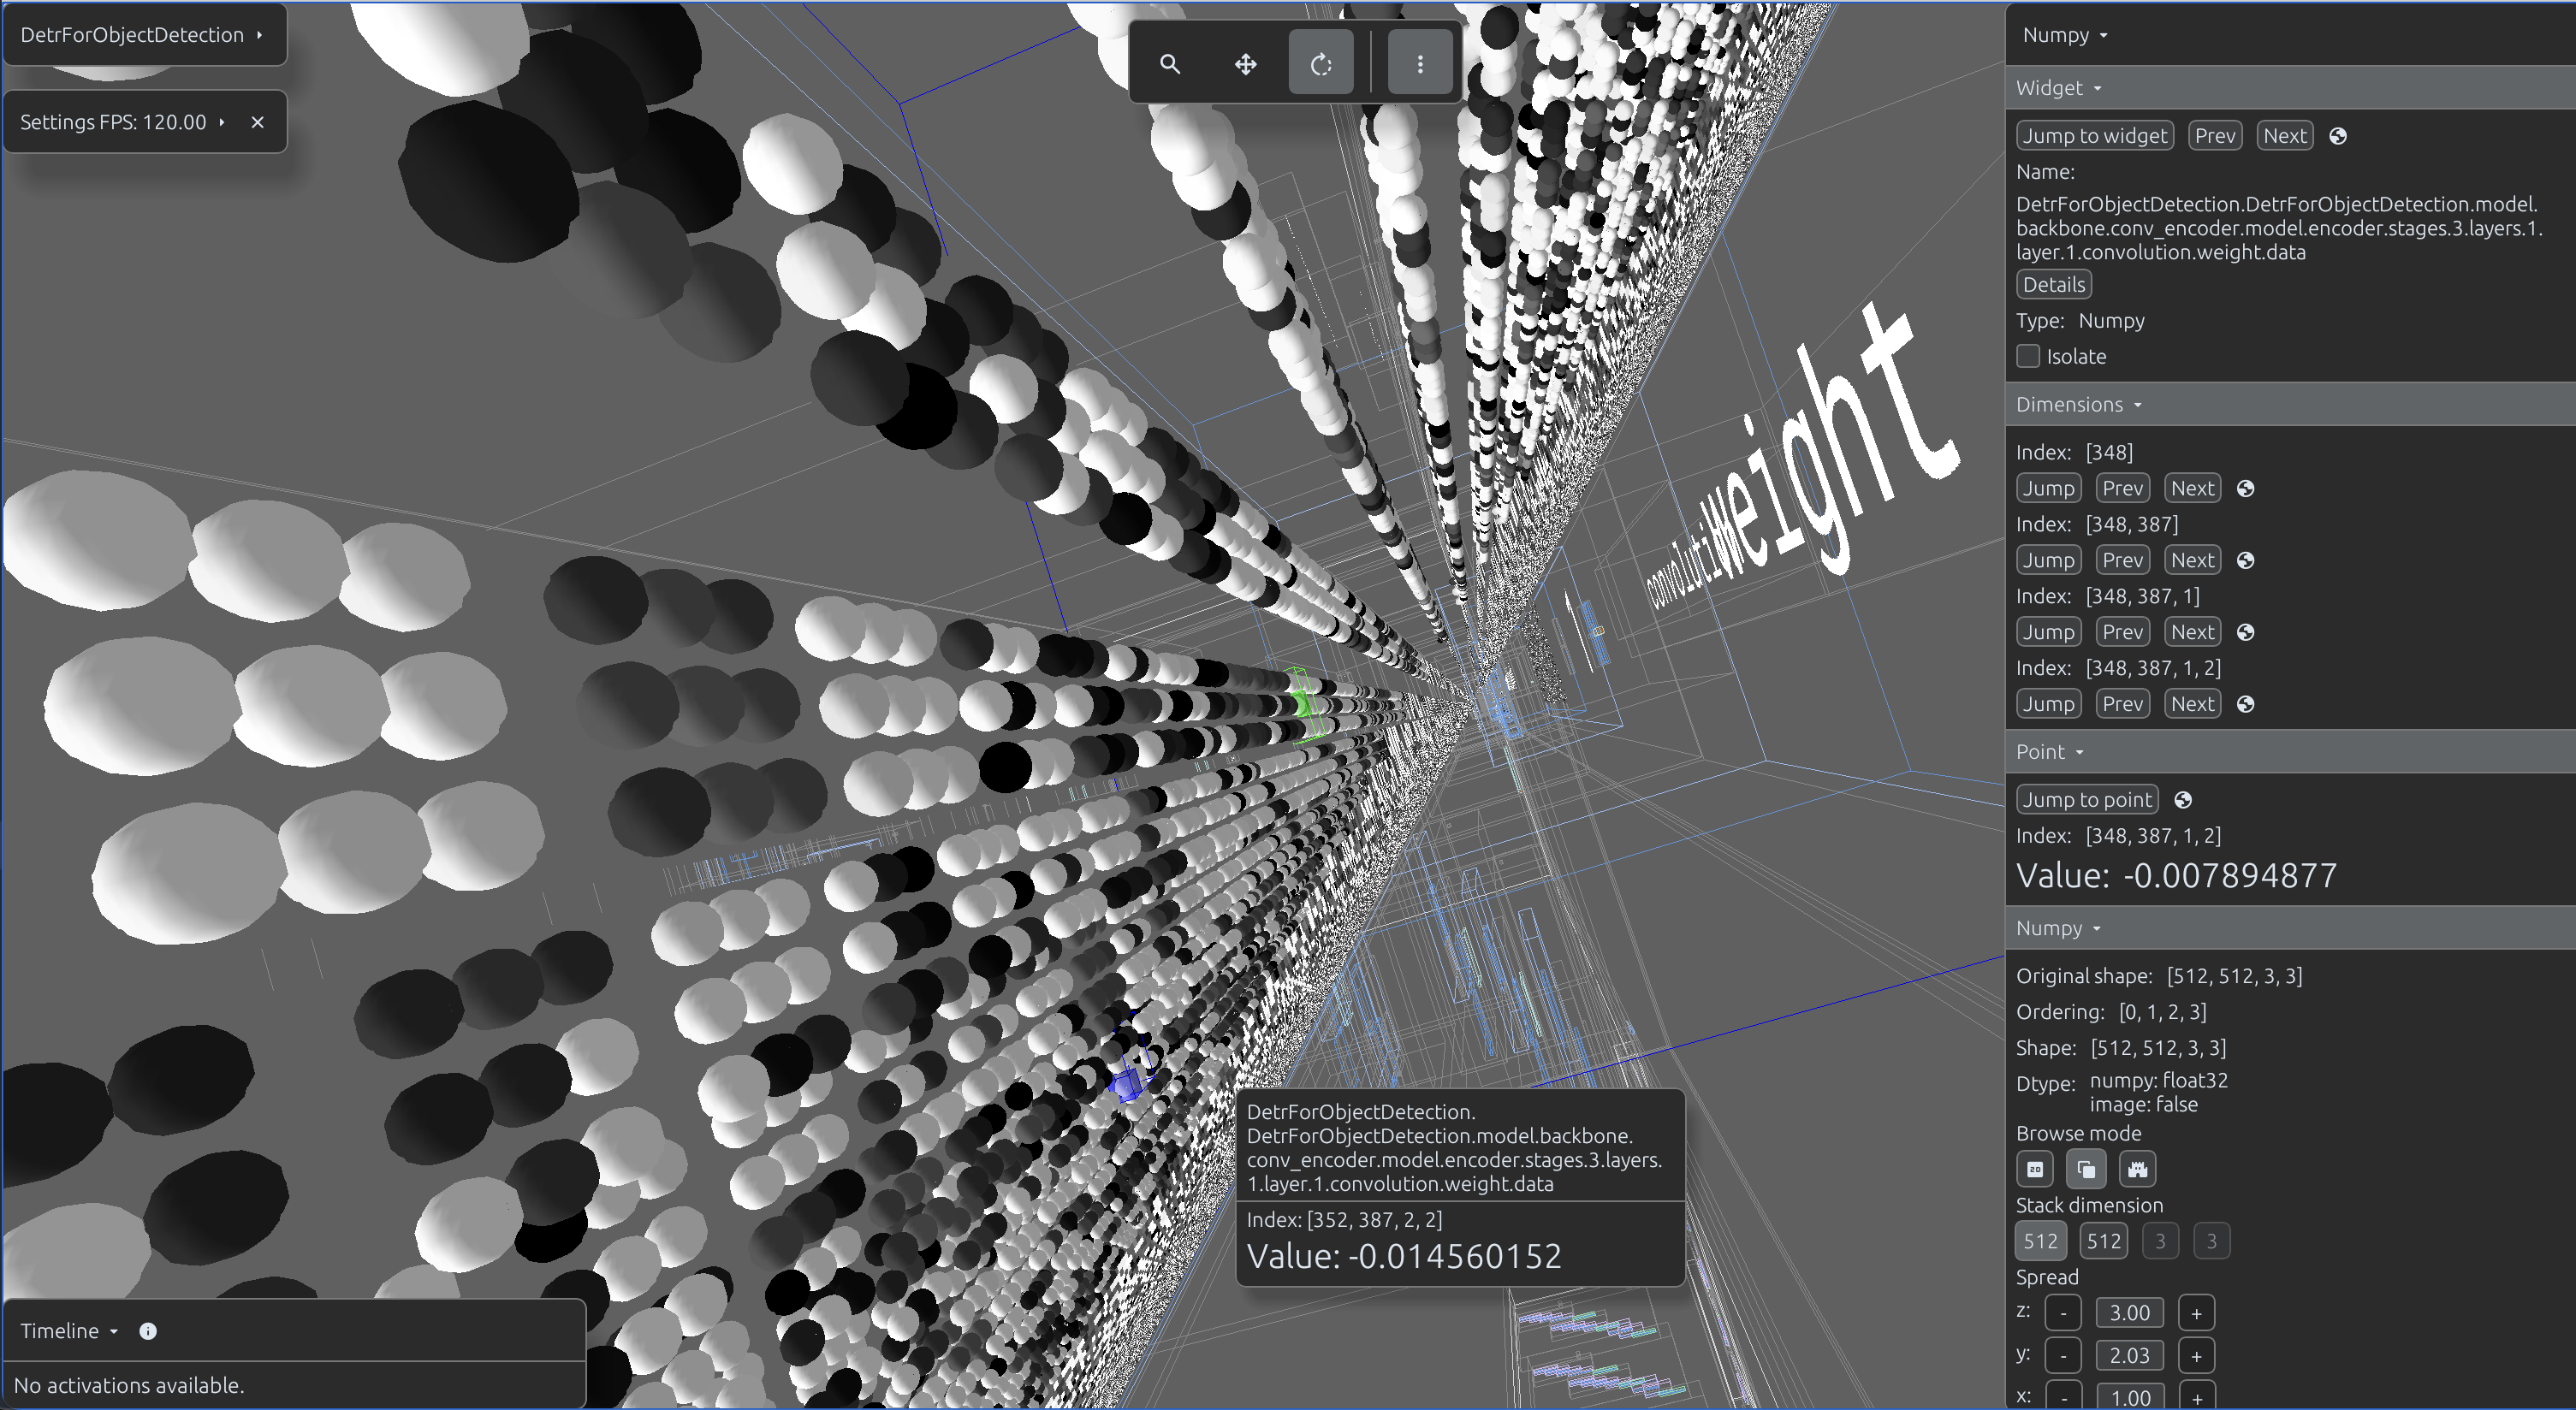 DetrForObjectDetection
Settings FPS: 120.00
convoluti
weight
DetrForObjectDetection.
DetrForObjectDetection.model.backbone.
conv_encoder.model.encoder.stages.3.layers.
1.layer.1.convolution.weight.data
Index: [352, 387, 2, 2]
Value: -0.014560152
Timeline
No activations available.
Numpy
Widget
Jump to widget Prev Next
Name:
DetrForObjectDetection.DetrForObjectDetection.model.
backbone.conv_encoder.model.encoder.stages.3.layers.1.
layer.1.convolution.weight.data
Details
Type: Numpy
Isolate
Dimensions
Index: [348]
Jump Prev Next
Index: [348, 387]
Jump Prev Next
Index: [348, 387, 1]
Jump Prev Next
Index: [348, 387, 1, 2]
Jump Prev Next
Point
Jump to point
Index: [348, 387, 1, 2]
Value: -0.007894877
Numpy
Original shape: [512, 512, 3, 3]
Ordering: [0, 1, 2, 3]
Shape: [512, 512, 3, 3]
Dtype: numpy: float32
image: false
Browse mode
2D
Stack dimension
512 512 3 3
Spread
z: - 3.00 +
y: - 2.03 +
x: - 1.00 +